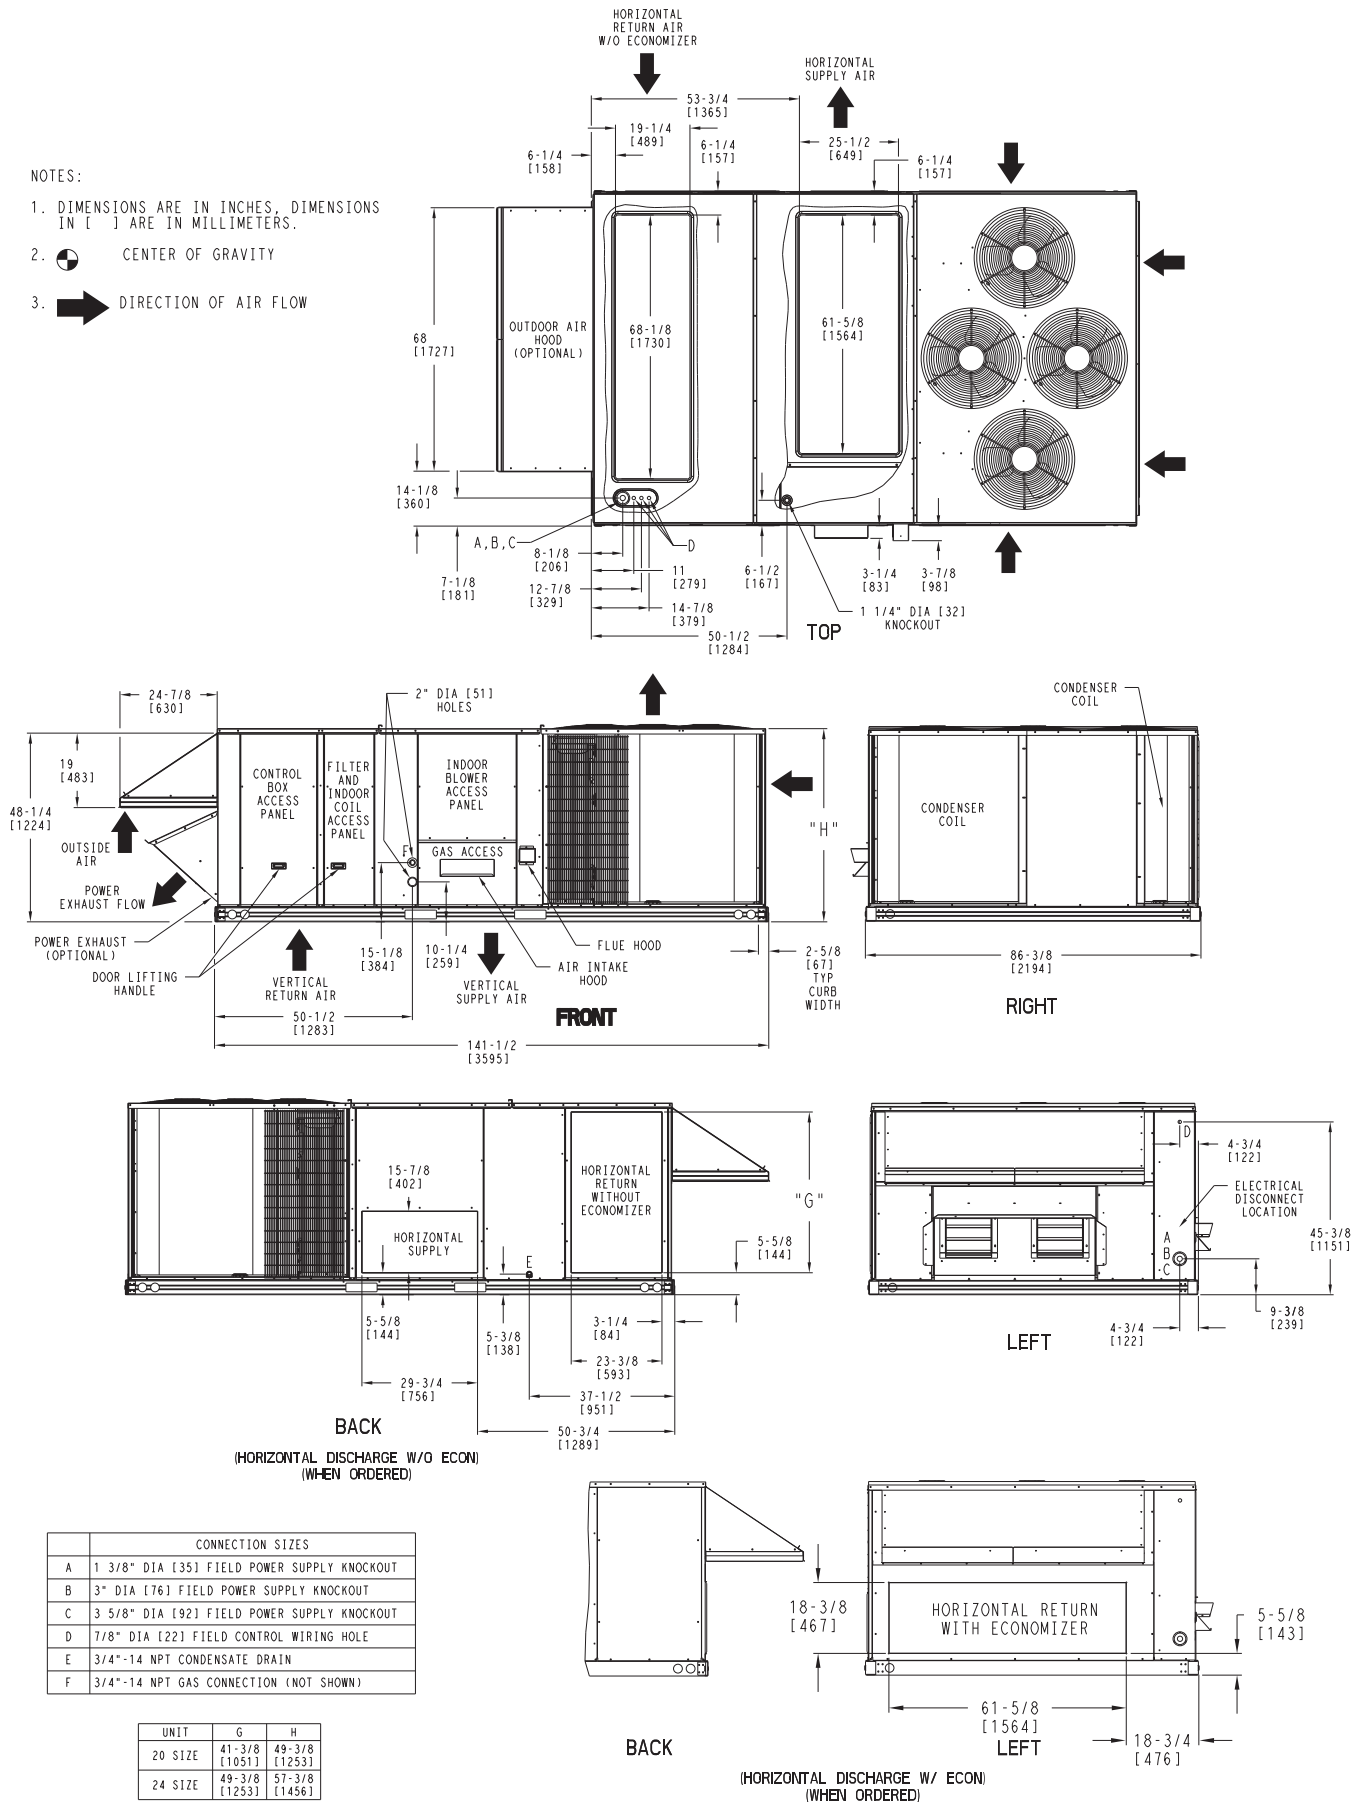 HORIZONTAL
RETURN AIR
W/O ECONOMIZER
HORIZONTAL
SUPPLY AIR
53-3/4
[1365]
19-1/4
[489]
6-1/4
[158]
6-1/4
[157]
25-1/2
[649]
6-1/4
[157]
NOTES:
1. DIMENSIONS ARE IN INCHES, DIMENSIONS
IN [ ] ARE IN MILLIMETERS.
2. CENTER OF GRAVITY
3. DIRECTION OF AIR FLOW
OUTDOOR AIR
HOOD
(OPTIONAL)
68
[1727]
68-1/8
[1730]
61-5/8
[1564]
14-1/8
[360]
7-1/8
[181]
A,B,C
D
8-1/8
[206]
11
[279]
12-7/8
[329]
14-7/8
[379]
6-1/2
[167]
3-1/4
[83]
3-7/8
[98]
1 1/4" DIA [32]
KNOCKOUT
50-1/2
[1284]
TOP
24-7/8
[630]
2" DIA [51]
HOLES
19
[483]
48-1/4
[1224]
CONTROL
BOX
ACCESS
PANEL
FILTER
AND
INDOOR
COIL
ACCESS
PANEL
INDOOR
BLOWER
ACCESS
PANEL
F
GAS ACCESS
"H"
OUTSIDE
AIR
POWER
EXHAUST FLOW
POWER EXHAUST
(OPTIONAL)
DOOR LIFTING
HANDLE
VERTICAL
RETURN AIR
15-1/8
[384]
10-1/4
[259]
VERTICAL
SUPPLY AIR
FLUE HOOD
AIR INTAKE
HOOD
2-5/8
[67]
TYP
CURB
WIDTH
50-1/2
[1283]
FRONT
141-1/2
[3595]
CONDENSER
COIL
CONDENSER
COIL
86-3/8
[2194]
RIGHT
15-7/8
[402]
HORIZONTAL
SUPPLY
HORIZONTAL
RETURN
WITHOUT
ECONOMIZER
E
"G"
5-5/8
[144]
5-5/8
[144]
5-3/8
[138]
3-1/4
[84]
23-3/8
[593]
29-3/4
[756]
37-1/2
[951]
50-3/4
[1289]
BACK
(HORIZONTAL DISCHARGE W/O ECON)
(WHEN ORDERED)
D
4-3/4
[122]
ELECTRICAL
DISCONNECT
LOCATION
A
B
C
45-3/8
[1151]
9-3/8
[239]
4-3/4
[122]
LEFT
CONNECTION SIZES
A 1 3/8" DIA [35] FIELD POWER SUPPLY KNOCKOUT
B 3" DIA [76] FIELD POWER SUPPLY KNOCKOUT
C 3 5/8" DIA [92] FIELD POWER SUPPLY KNOCKOUT
D 7/8" DIA [22] FIELD CONTROL WIRING HOLE
E 3/4"-14 NPT CONDENSATE DRAIN
F 3/4"-14 NPT GAS CONNECTION (NOT SHOWN)
UNIT G H
20 SIZE 41-3/8 [1051] 49-3/8 [1253]
24 SIZE 49-3/8 [1253] 57-3/8 [1456]
BACK
18-3/8
[467]
HORIZONTAL RETURN
WITH ECONOMIZER
5-5/8
[143]
61-5/8
[1564]
18-3/4
[476]
LEFT
(HORIZONTAL DISCHARGE W/ ECON)
(WHEN ORDERED)